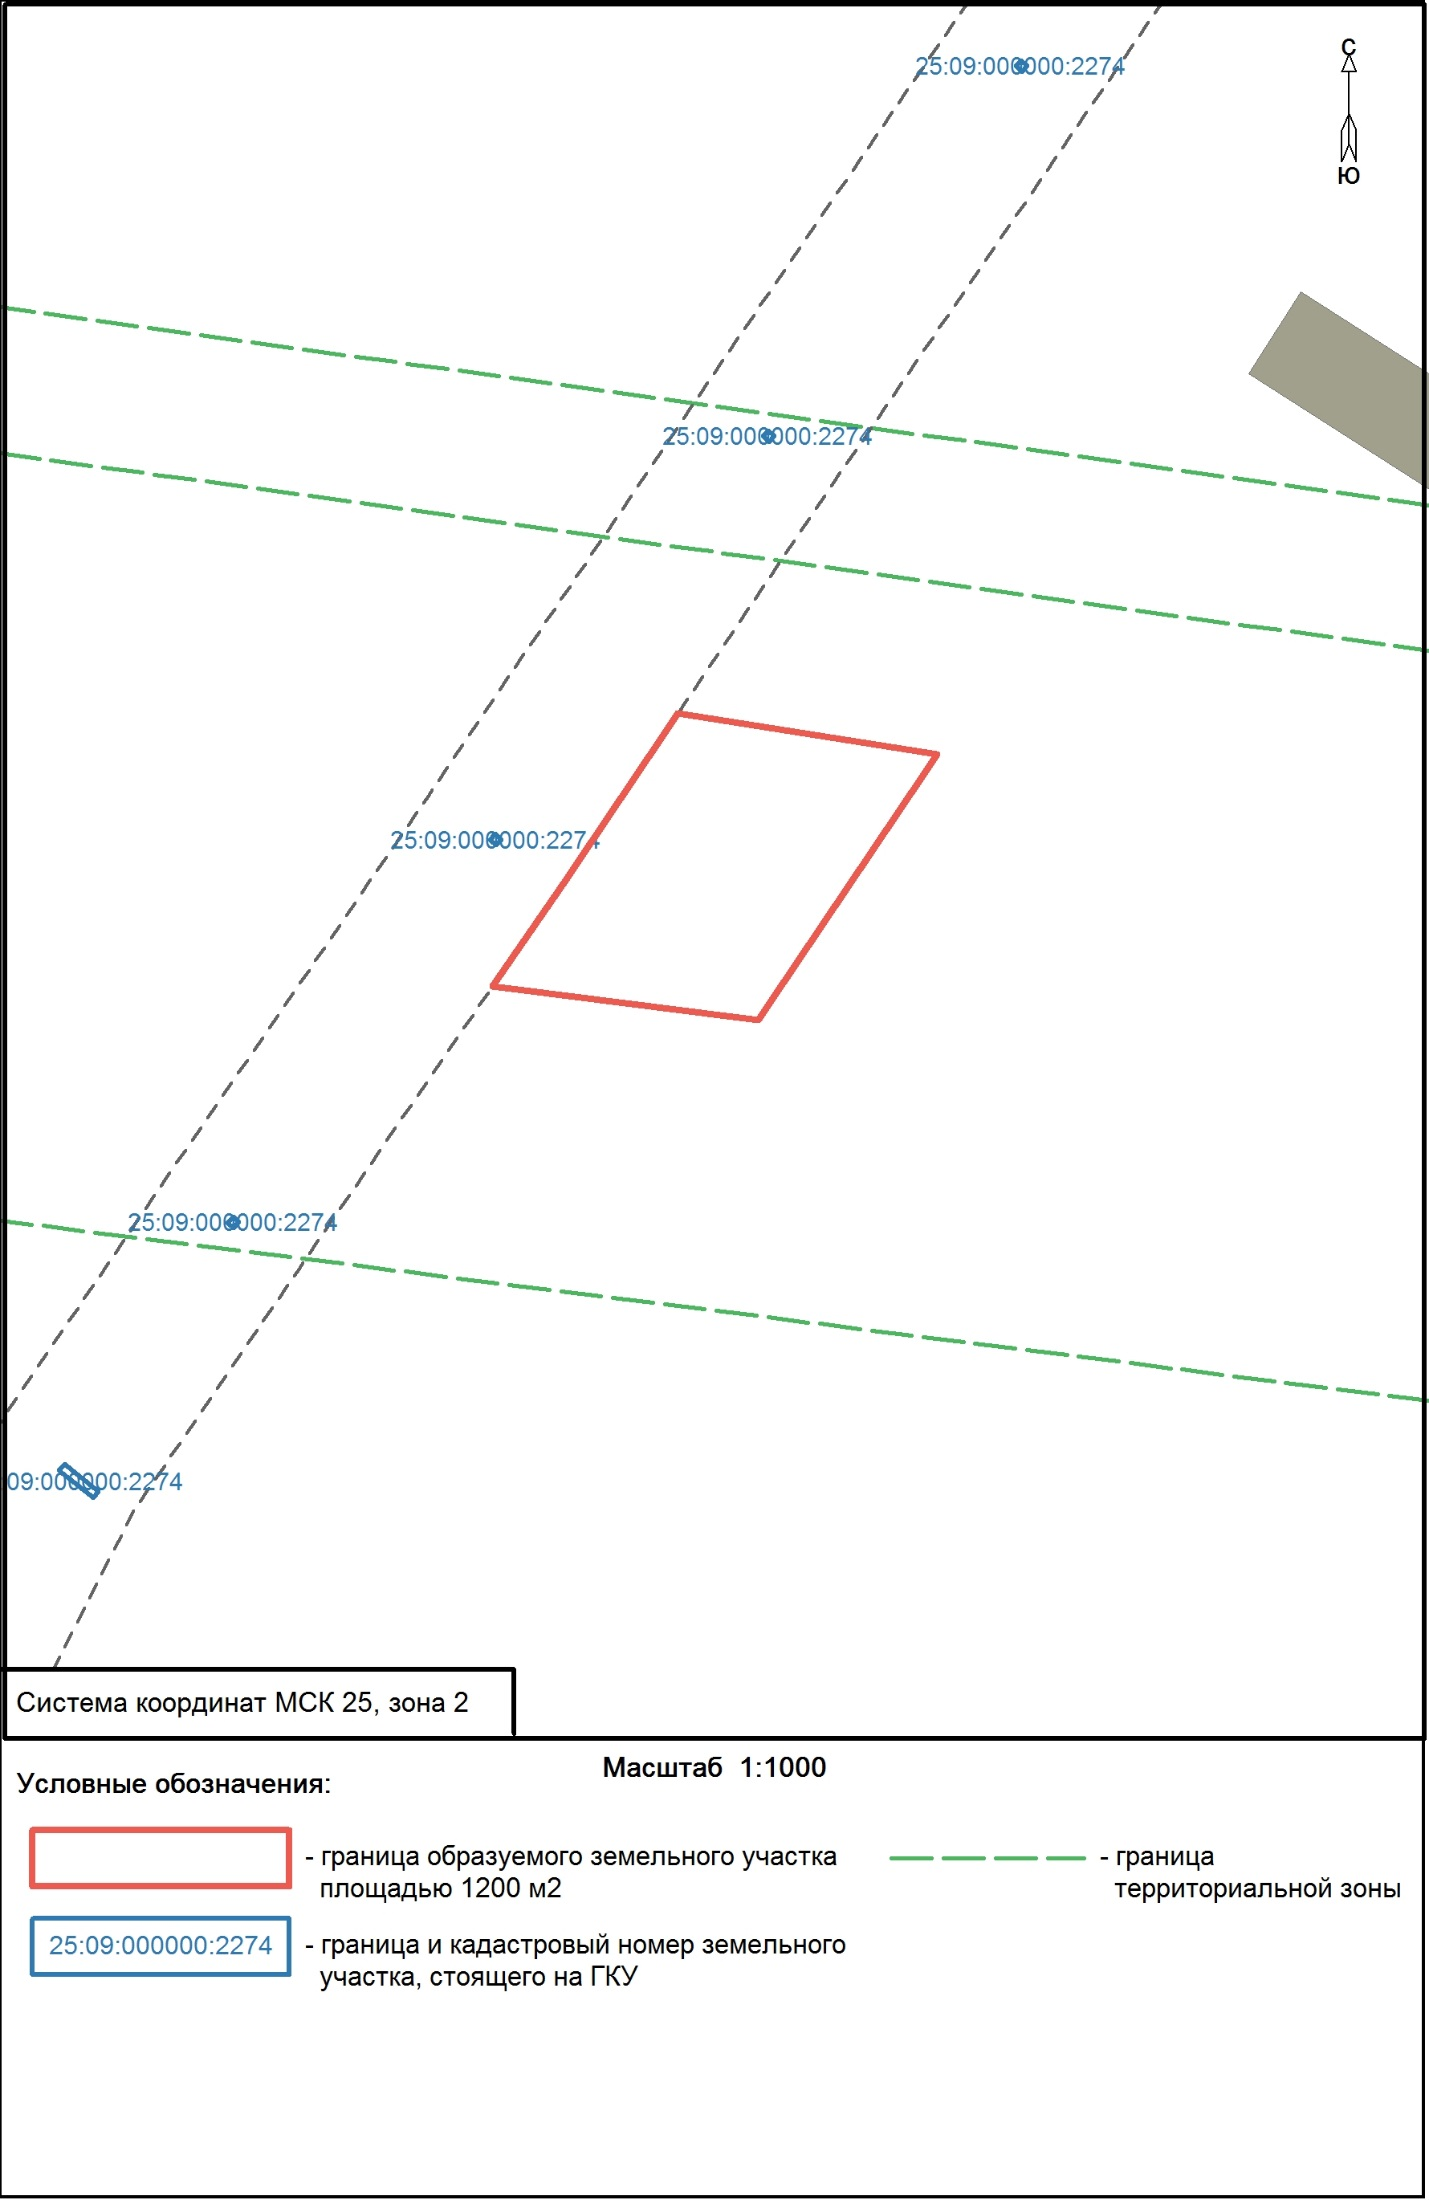 С
25:09:000000:2274
Ю
25:09:000000:2274
25:09:000000:2274
25:09:000000:2274
09:000000:2274
Система координат МСК 25, зона 2
Масштаб 1:1000
Условные обозначения:
- граница образуемого земельного участка
площадью 1200 м2
- граница
территориальной зоны
25:09:000000:2274
- граница и кадастровый номер земельного
участка, стоящего на ГКУ